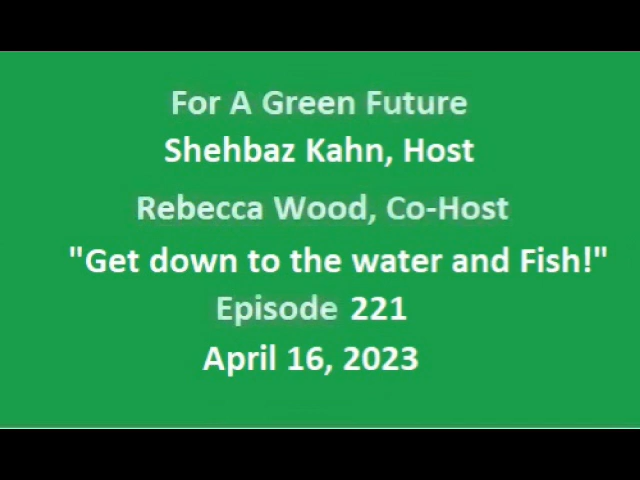 For A Green Future
Shehbaz Kahn, Host
Rebecca Wood, Co-Host
"Get down to the water and Fish!"
Episode 221
April 16, 2023